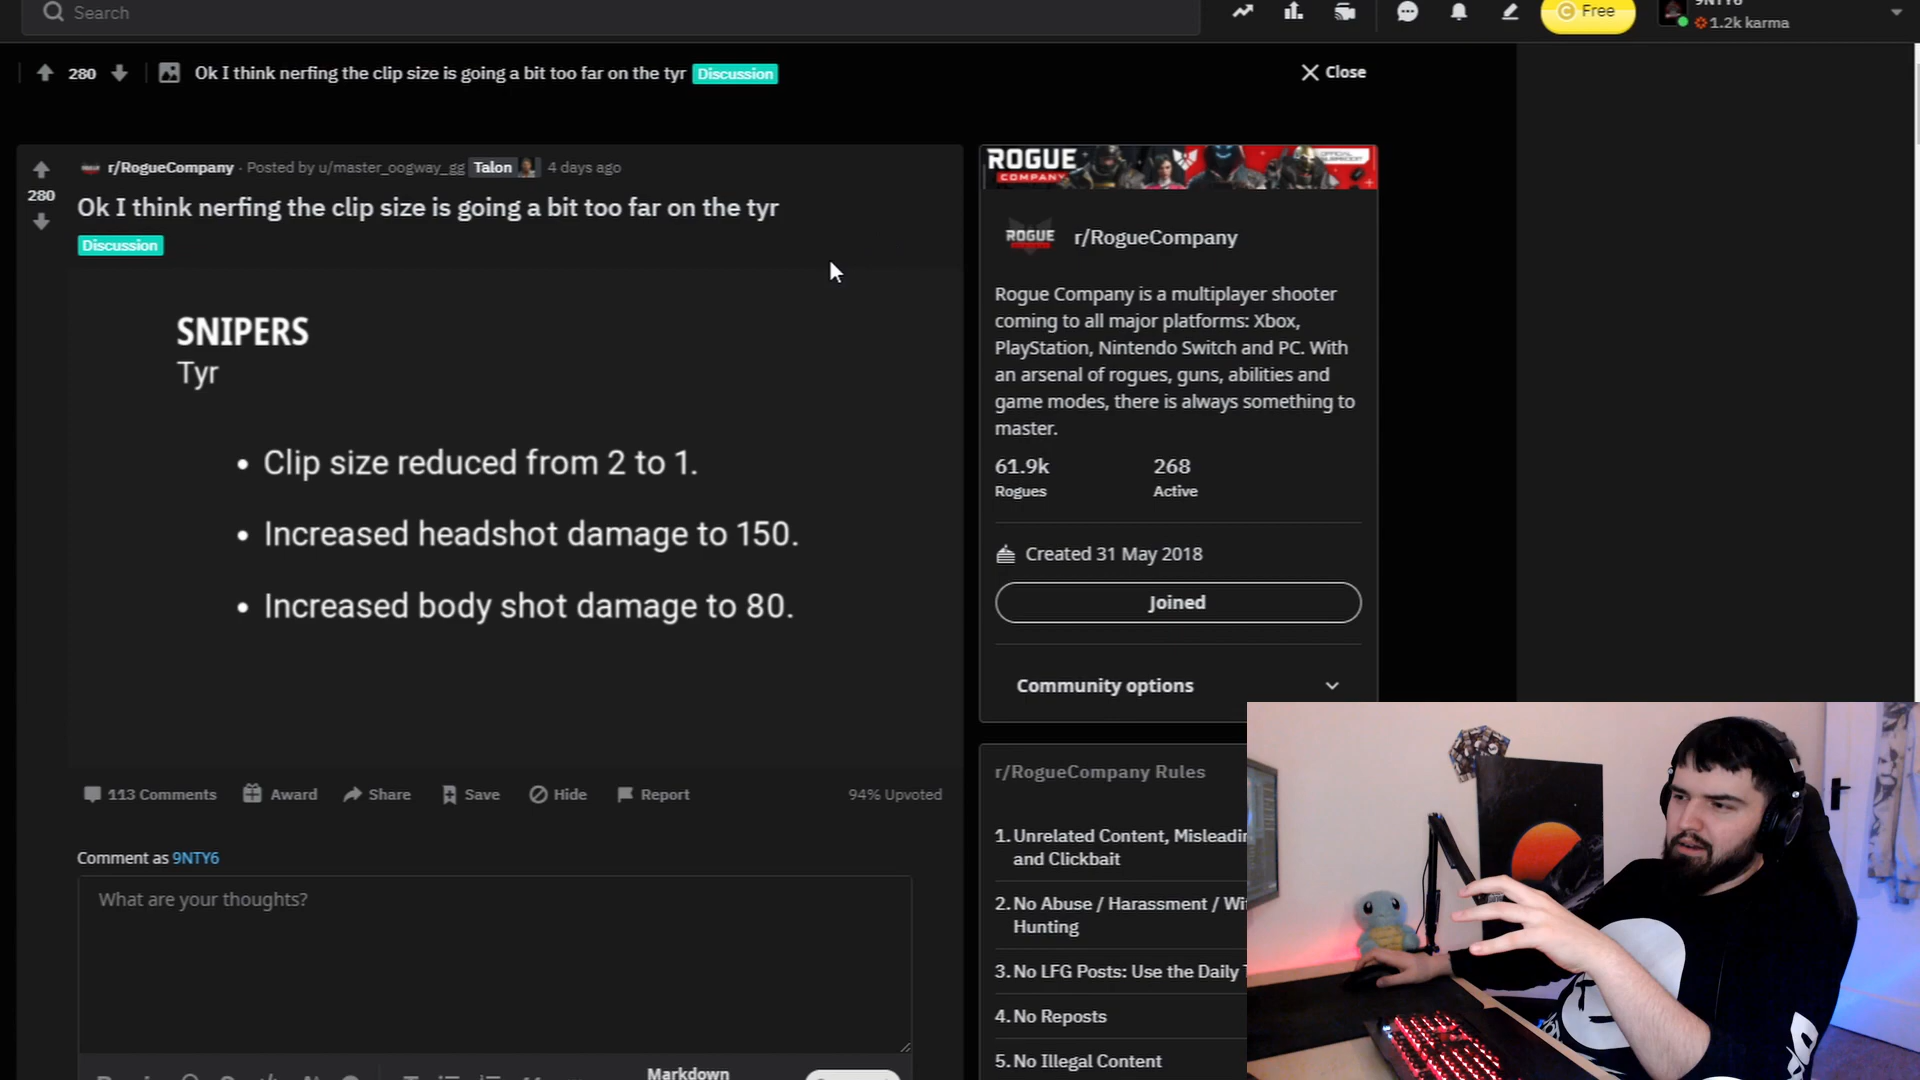 Search
Free
9NTY6
1.2k karma
280
Ok I think nerfing the clip size is going a bit too far on the tyr Discussion
Close
r/RogueCompany · Posted by u/master_oogway_gg Talon 4 days ago
280
Ok I think nerfing the clip size is going a bit too far on the tyr
Discussion
SNIPERS
Tyr
• Clip size reduced from 2 to 1.
• Increased headshot damage to 150.
• Increased body shot damage to 80.
113 Comments Award Share Save Hide Report 94% Upvoted
Comment as 9NTY6
What are your thoughts?
Markdown
ROGUE
COMPANY
ROGUE
r/RogueCompany
Rogue Company is a multiplayer shooter
coming to all major platforms: Xbox,
PlayStation, Nintendo Switch and PC. With
an arsenal of rogues, guns, abilities and
game modes, there is always something to
master.
61.9k 268
Rogues Active
Created 31 May 2018
Joined
Community options
r/RogueCompany Rules
1. Unrelated Content, Misleadin
and Clickbait
2. No Abuse / Harassment / Wi
Hunting
3. No LFG Posts: Use the Daily
4. No Reposts
5. No Illegal Content